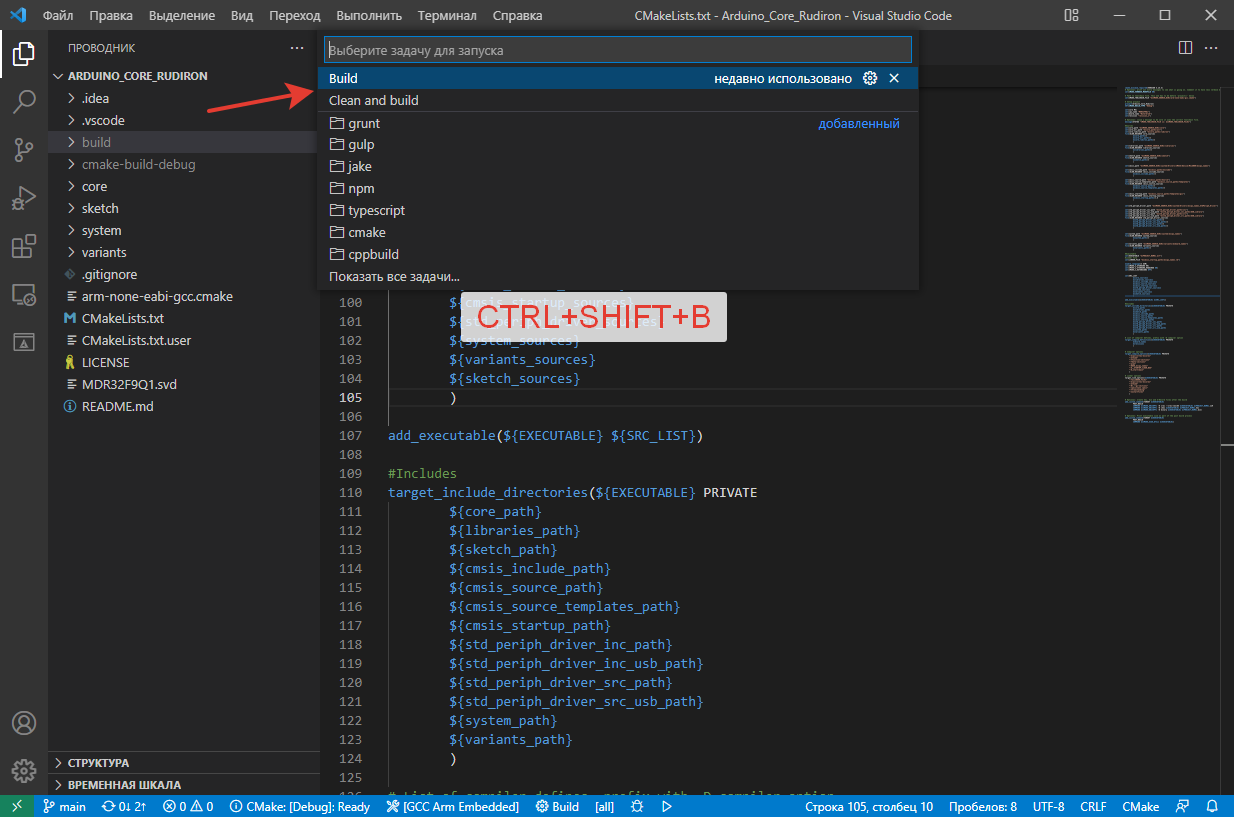 Файл Правка Выделение Вид Переход Выполнить Терминал Справка CMakeLists.txt - Arduino_Core_Rudiron - Visual Studio Code
ПРОВОДНИК
ARDUINO_CORE_RUDIRON
.idea
.vscode
build
cmake-build-debug
core
sketch
system
variants
.gitignore
arm-none-eabi-gcc.cmake
CMakeLists.txt
CMakeLists.txt.user
LICENSE
MDR32F9Q1.svd
README.md
СТРУКТУРА
ВРЕМЕННАЯ ШКАЛА
Выберите задачу для запуска
Build недавно использовано
Clean and build
grunt добавленный
gulp
jake
npm
typescript
cmake
cppbuild
Показать все задачи...
CTRL+SHIFT+B
100 ${cmsis_startup_sources}
101
102 ${system_sources}
103 ${variants_sources}
104 ${sketch_sources}
105 )
106
107 add_executable(${EXECUTABLE} ${SRC_LIST})
108
109 #Includes
110 target_include_directories(${EXECUTABLE} PRIVATE
111 ${core_path}
112 ${libraries_path}
113 ${sketch_path}
114 ${cmsis_include_path}
115 ${cmsis_source_path}
116 ${cmsis_source_templates_path}
117 ${cmsis_startup_path}
118 ${std_periph_driver_inc_path}
119 ${std_periph_driver_inc_usb_path}
120 ${std_periph_driver_src_path}
121 ${std_periph_driver_src_usb_path}
122 ${system_path}
123 ${variants_path}
124 )
125
main 0↓ 2↑ 0 0 CMake: [Debug]: Ready [GCC Arm Embedded] Build [all] Строка 105, столбец 10 Пробелов: 8 UTF-8 CRLF CMake